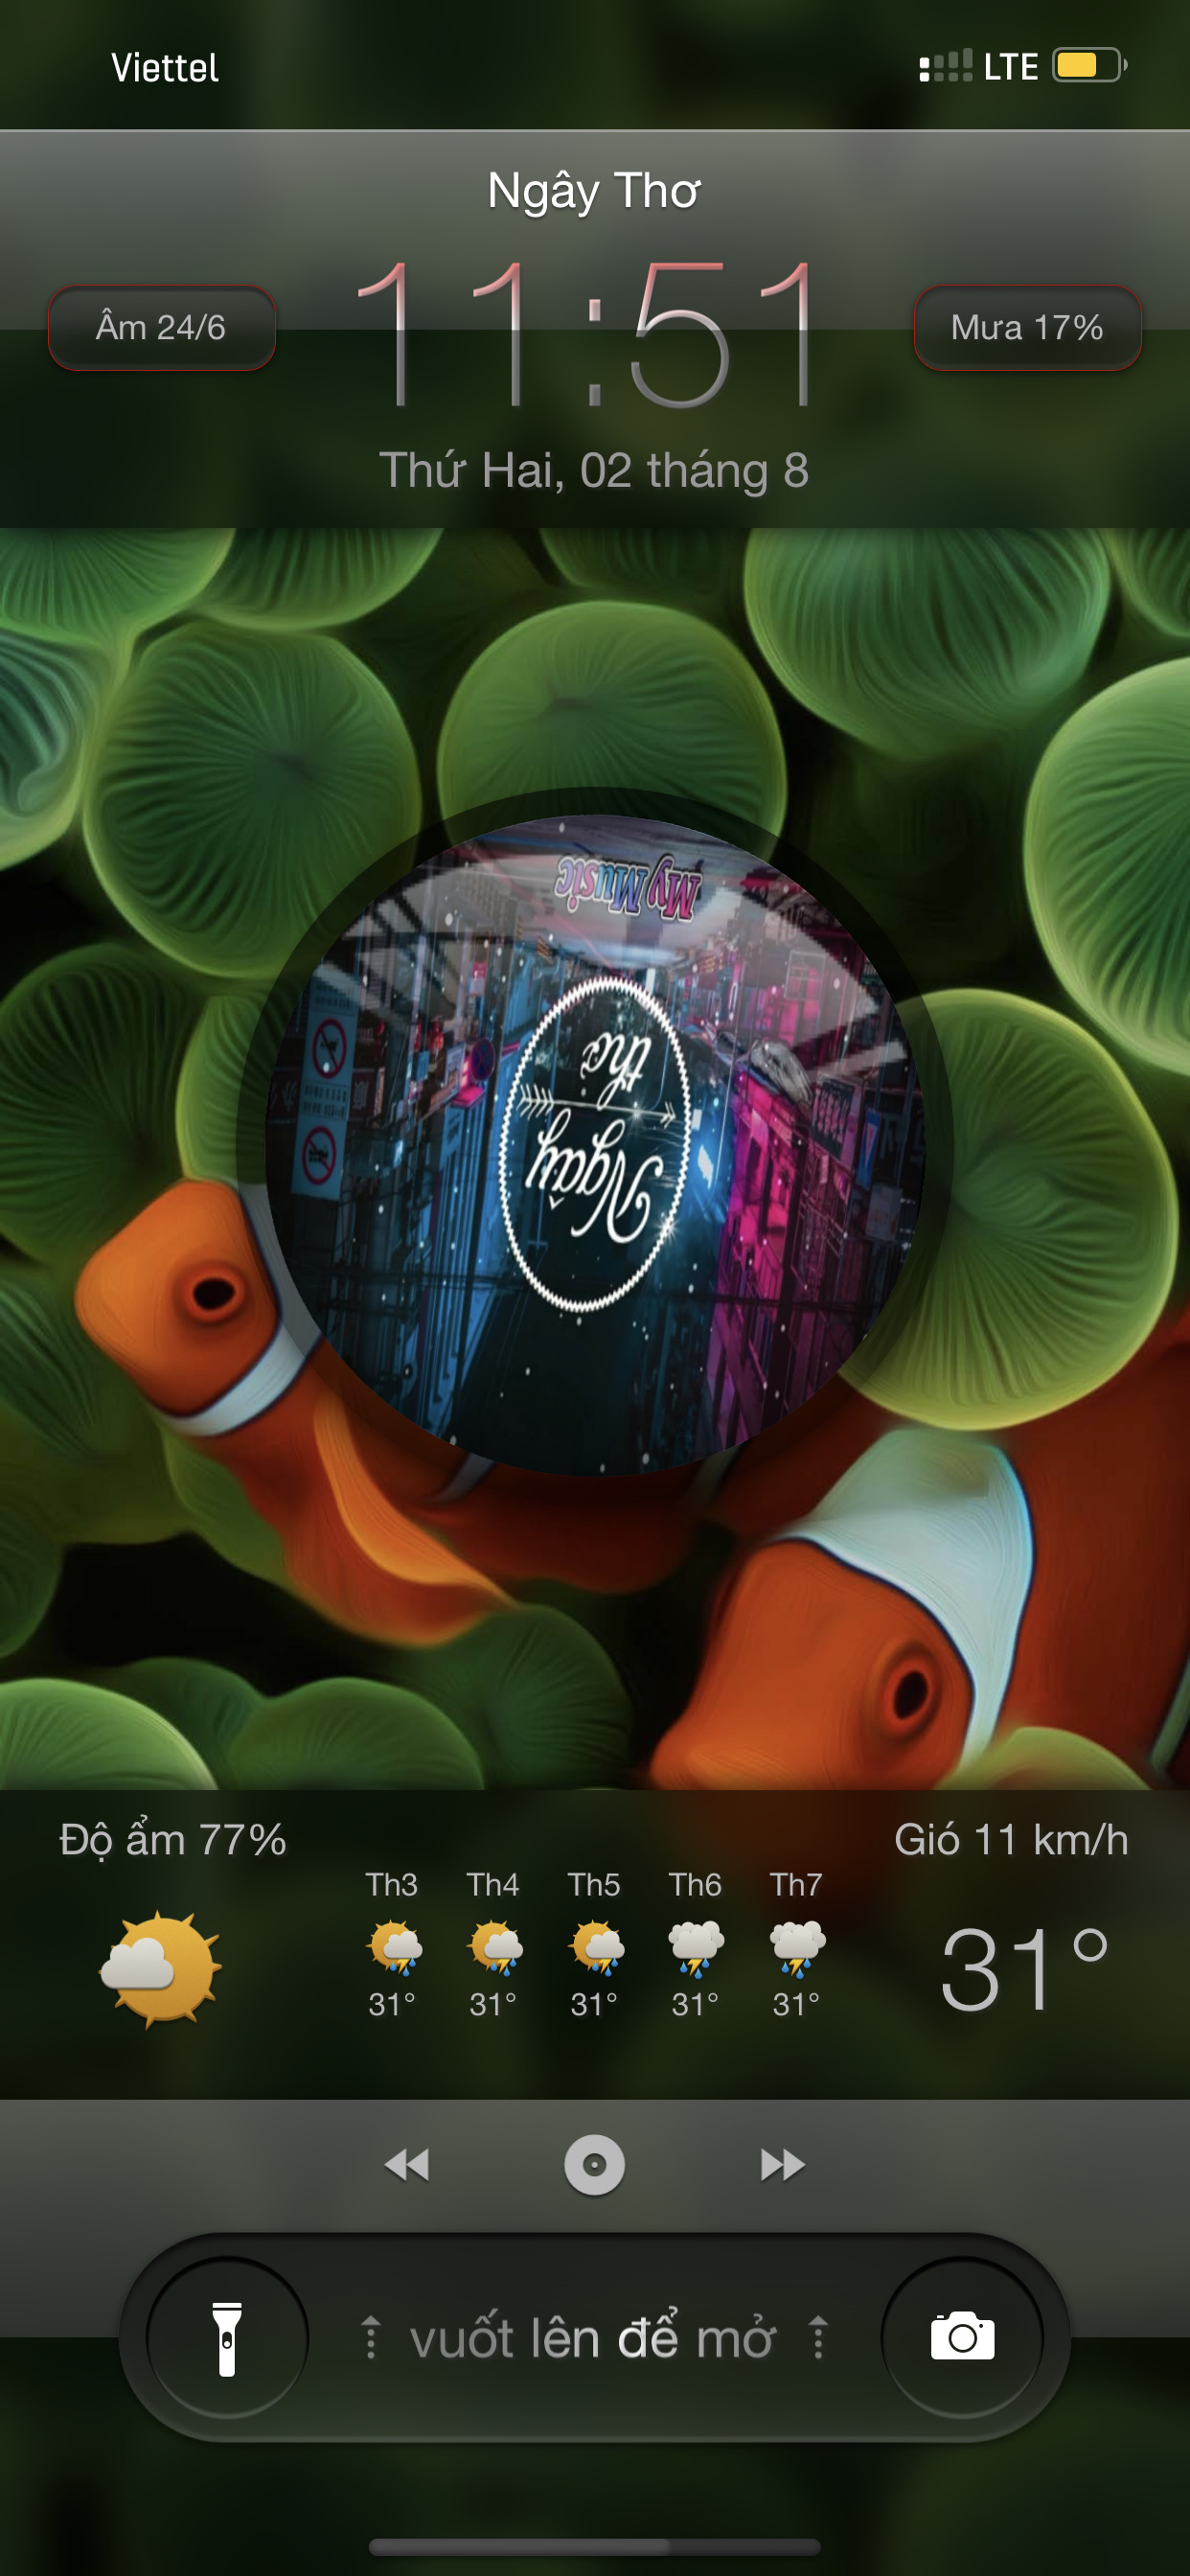 Viettel
LTE
Ngây Thơ
11:51
Âm 24/6
Mưa 17%
Thứ Hai, 02 tháng 8
My Music
Ngây
thơ
Độ ẩm 77%
Gió 11 km/h
Th3 Th4 Th5 Th6 Th7
31° 31° 31° 31° 31°
31°
vuốt lên để mở